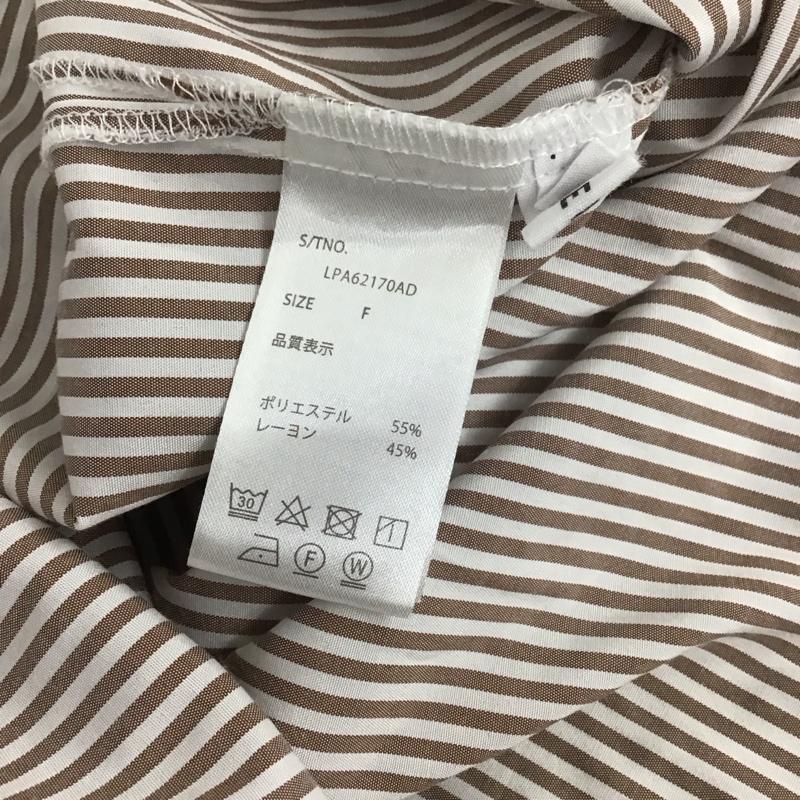 S/TNO.
LPA62170AD
SIZE F
品質表示
ポリエステル 55%
レーヨン 45%
30
F W